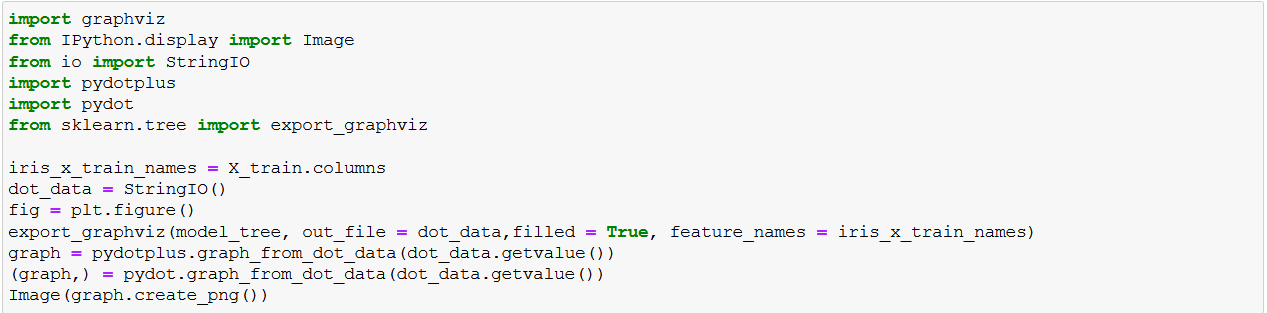 import graphviz
from IPython.display import Image
from io import StringIO
import pydotplus
import pydot
from sklearn.tree import export_graphviz
iris_x_train_names = X_train.columns
dot_data = StringIO()
fig = plt.figure()
export_graphviz(model_tree, out_file = dot_data,filled = True, feature_names = iris_x_train_names)
graph = pydotplus.graph_from_dot_data(dot_data.getvalue())
(graph,) = pydot.graph_from_dot_data(dot_data.getvalue())
Image(graph.create_png())